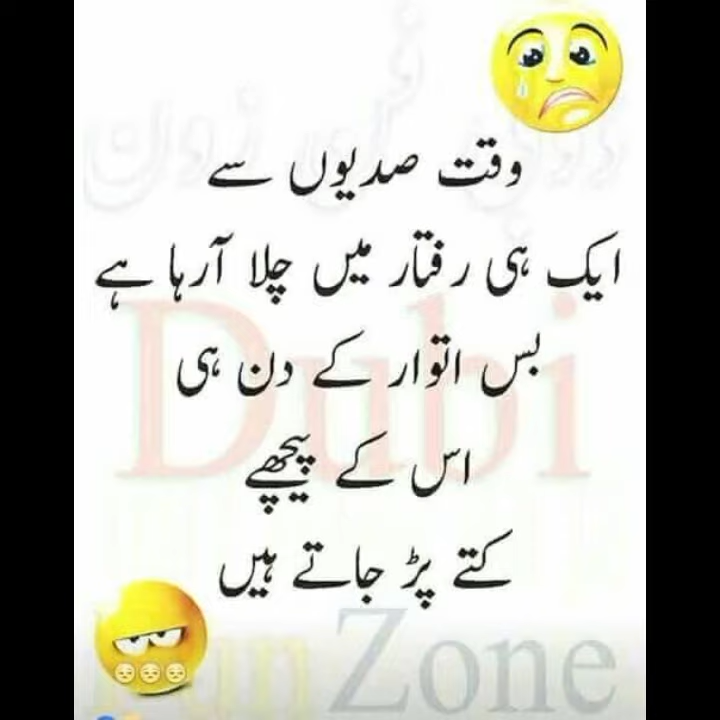 وقت صدیوں سے
ایک ہی رفتار میں چلا آرہا ہے
بس اتوار کے دن ہی
اس کے پیچھے
کتے پڑ جاتے ہیں
Dubi
Zone